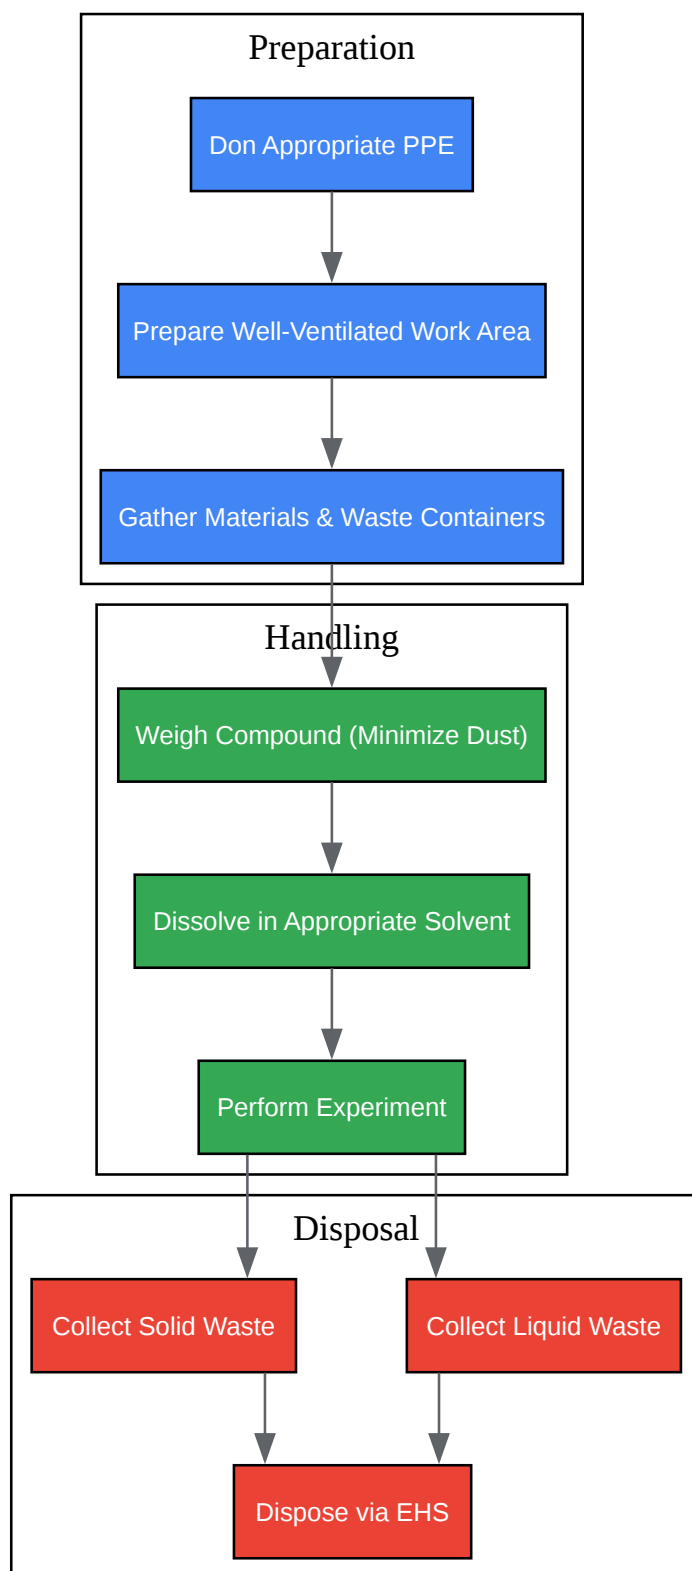 Preparation
Don Appropriate PPE
Prepare Well-Ventilated Work Area
Gather Materials & Waste Containers
Handling
Weigh Compound (Minimize Dust)
Dissolve in Appropriate Solvent
Perform Experiment
Disposal
Collect Solid Waste
Collect Liquid Waste
Dispose via EHS